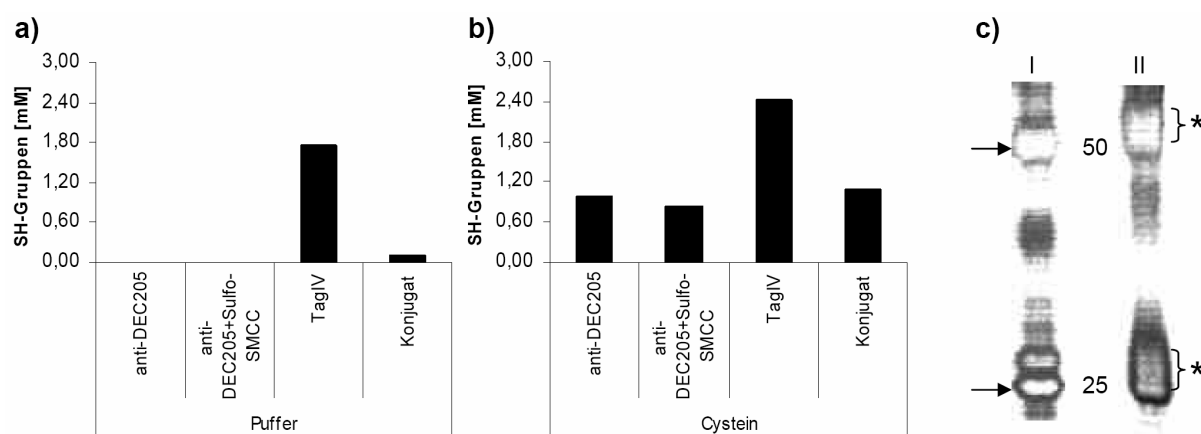 a)
SH-Gruppen [mM]
3,00
2,40
1,80
1,20
0,60
0,00
anti-DEC205
anti-
DEC205+Sulfo-
SMCC
TagIV
Konjugat
Puffer
b)
SH-Gruppen [mM]
3,00
2,40
1,80
1,20
0,60
0,00
anti-DEC205
anti-
DEC205+Sulfo-
SMCC
TagIV
Konjugat
Cystein
c)
I II
*
50
25
*